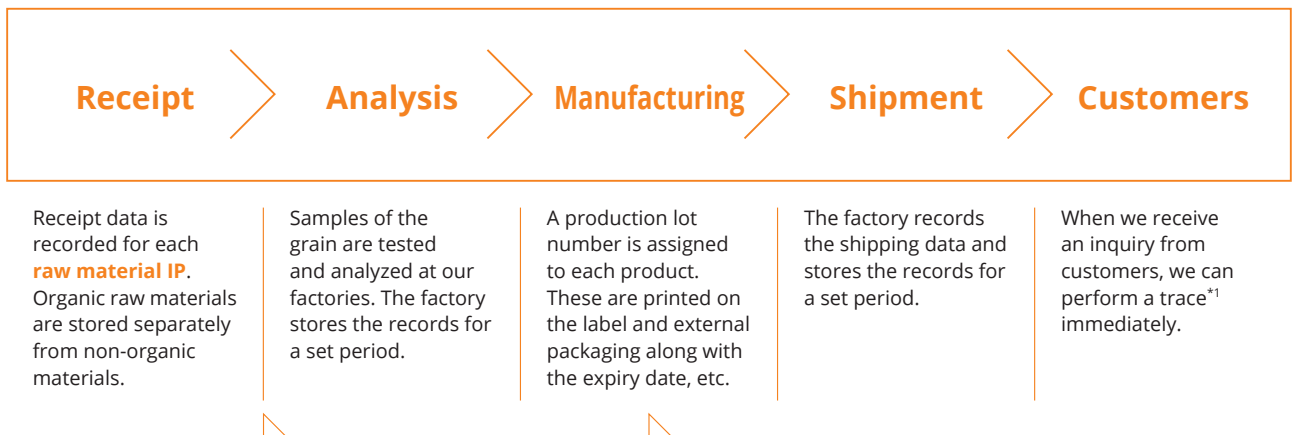 Receipt
Analysis
Manufacturing
Shipment
Customers
Receipt data is
recorded for each
raw material IP.
Organic raw materials
are stored separately
from non-organic
materials.
Samples of the
grain are tested
and analyzed at our
factories. The factory
stores the records for
a set period.
A production lot
number is assigned
to each product.
These are printed on
the label and external
packaging along with
the expiry date, etc.
The factory records
the shipping data and
stores the records for
a set period.
When we receive
an inquiry from
customers, we can
perform a trace*1
immediately.